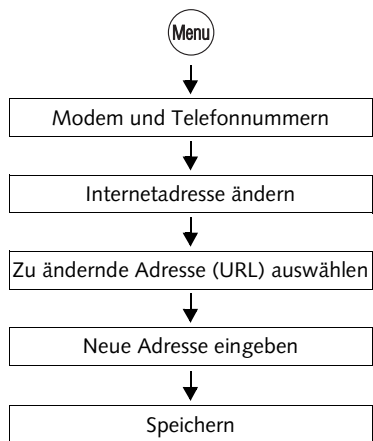 Menu
Modem und Telefonnummern
Internetadresse ändern
Zu ändernde Adresse (URL) auswählen
Neue Adresse eingeben
Speichern